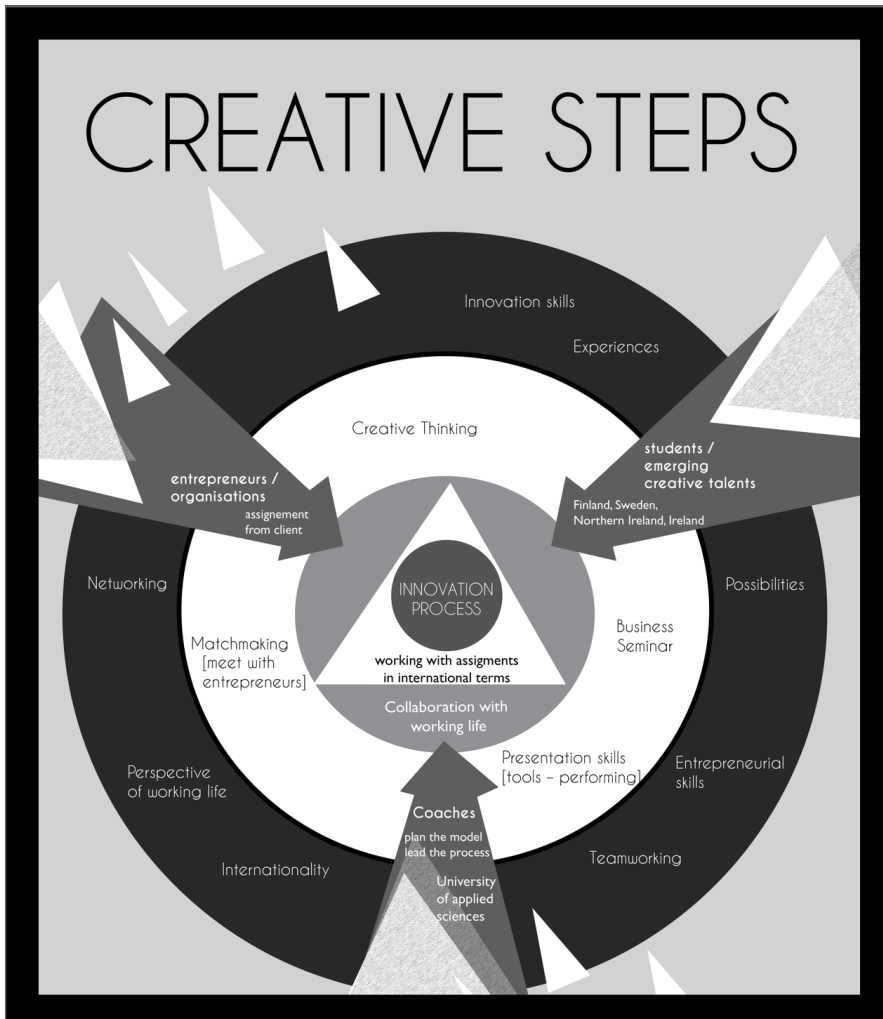 CREATIVE STEPS
Innovation skills
Experiences
Creative Thinking
students /
emerging
creative talents
Finland, Sweden,
Northern Ireland, Ireland
entrepreneurs /
organisations
assignement
from client
Networking
Possibilities
INNOVATION
PROCESS
Business
Seminar
Matchmaking
[meet with
entrepreneurs]
working with assigments
in international terms
Collaboration with
working life
Presentation skills
[tools – performing]
Entrepreneurial
skills
Perspective
of working life
Coaches
plan the model
lead the process
Teamworking
Internationality
University
of applied
sciences